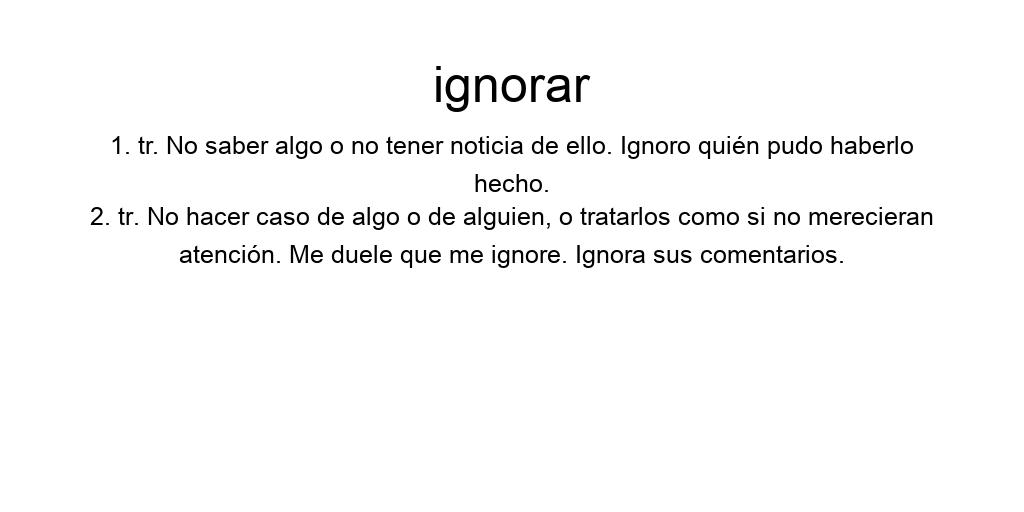 ignorar
1. tr. No saber algo o no tener noticia de ello. Ignoro quién pudo haberlo
hecho.
2. tr. No hacer caso de algo o de alguien, o tratarlos como si no merecieran
atención. Me duele que me ignore. Ignora sus comentarios.